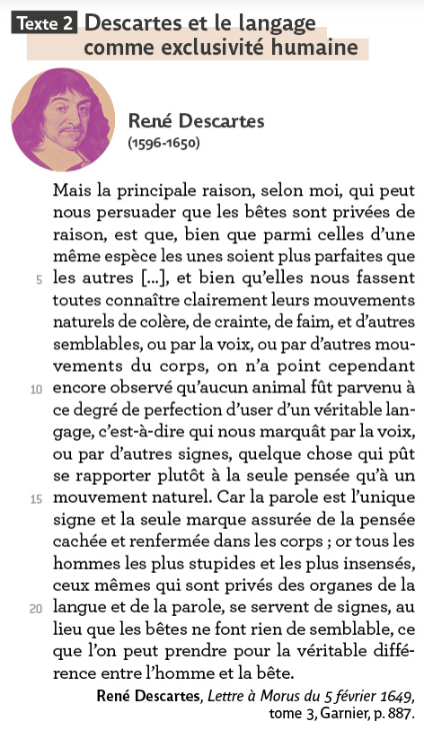 Texte 2 Descartes et le langage
comme exclusivité humaine
René Descartes
(1596-1650)
Mais la principale raison, selon moi, qui peut
nous persuader que les bêtes sont privées de
raison, est que, bien que parmi celles d'une
même espèce les unes soient plus parfaites que
5 les autres [...], et bien qu'elles nous fassent
toutes connaître clairement leurs mouvements
naturels de colère, de crainte, de faim, et d'autres
semblables, ou par la voix, ou par d'autres mou-
vements du corps, on n'a point cependant
10 encore observé qu'aucun animal fût parvenu à
ce degré de perfection d'user d'un véritable lan-
gage, c'est-à-dire qui nous marquât par la voix,
ou par d'autres signes, quelque chose qui pût
se rapporter plutôt à la seule pensée qu'à un
15 mouvement naturel. Car la parole est l'unique
signe et la seule marque assurée de la pensée
cachée et renfermée dans les corps ; or tous les
hommes les plus stupides et les plus insensés,
ceux mêmes qui sont privés des organes de la
20 langue et de la parole, se servent de signes, au
lieu que les bêtes ne font rien de semblable, ce
que l'on peut prendre pour la véritable diffé-
rence entre l'homme et la bête.
René Descartes, Lettre à Morus du 5 février 1649,
tome 3, Garnier, p. 887.